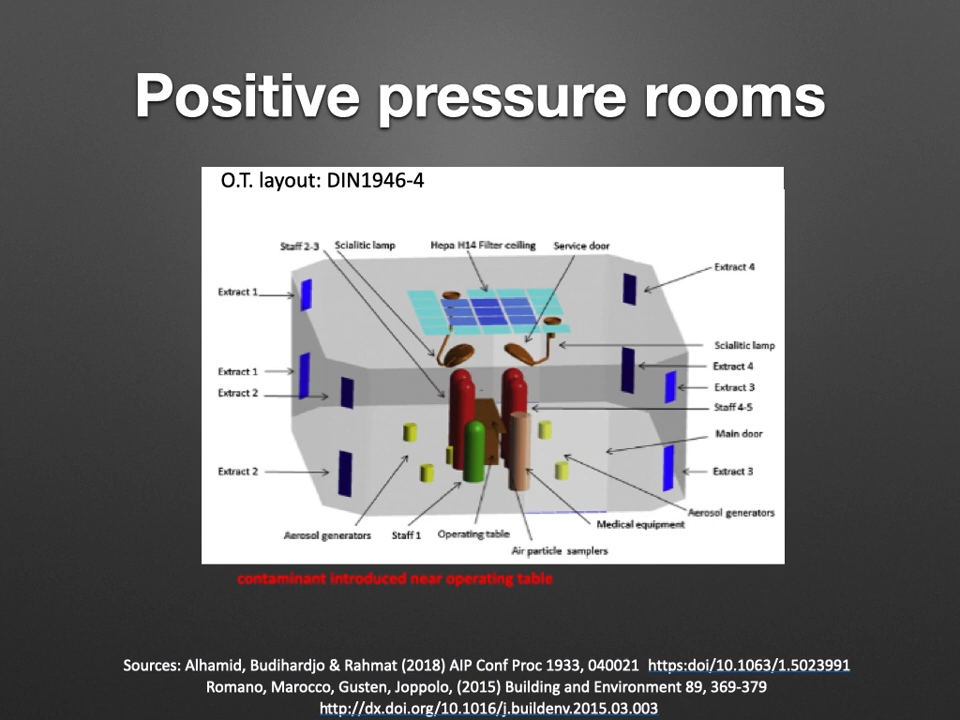 Positive pressure rooms
O.T. layout: DIN1946-4
Staff 2-3 Scialitic lamp Hepa H14 Filter ceiling Service door
Extract 4
Extract 1
Scialitic lamp
Extract 1
Extract 4
Extract 2
Extract 3
Staff 4-5
Main door
Extract 2
Extract 3
Aerosol generators
Medical equipment
Aerosol generators Staff 1 Operating table
Air particle samplers
contaminant introduced near operating table
Sources: Alhamid, Budihardjo & Rahmat (2018) AIP Conf Proc 1933, 040021 https:doi/10.1063/1.5023991
Romano, Marocco, Gusten, Joppolo, (2015) Building and Environment 89, 369-379
http://dx.doi.org/10.1016/j.buildenv.2015.03.003